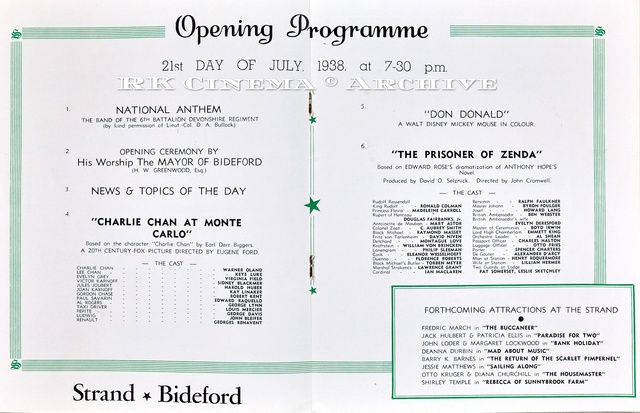 Opening Programme
21st DAY OF JULY, 1938, at 7-30 p.m.
RK CINEMA © ARCHIVE
1.
NATIONAL ANTHEM
THE BAND OF THE 6TH BATTALION DEVONSHIRE REGIMENT
(by kind permission of Lieut.-Col. D. A. Bullock)
2.
OPENING CEREMONY BY
His Worship The MAYOR OF BIDEFORD
(H. W. GREENWOOD, Esq.)
3.
NEWS & TOPICS OF THE DAY
4.
"CHARLIE CHAN AT MONTE
CARLO"
Based on the character "Charlie Chan" by Earl Derr Biggers.
A 20TH CENTURY-FOX PICTURE DIRECTED BY EUGENE FORD.
— THE CAST —
CHARLIE CHAN WARNER OLAND
LEE CHAN KEYE LUKE
EVELYN GREY VIRGINIA FIELD
VICTOR KARNOFF SIDNEY BLACKMER
JULES JOUBERT HAROLD HUBER
JOAN KARNOFF KAY LINAKER
GORDON CHASE ROBERT KENT
PAUL SAVARIN EDWARD RAQUELLO
AL ROGERS GEORGE LYNN
TAXI DRIVER LOUIS MERCIER
PEPITE GEORGE DAVIS
LUDWIG JOHN BLEIFER
RENAULT GEORGES RENAVENT
Strand ★ Bideford
5.
"DON DONALD"
A WALT DISNEY MICKEY MOUSE IN COLOUR.
6.
"THE PRISONER OF ZENDA"
Based on EDWARD ROSE'S dramatization of ANTHONY HOPE'S
Novel
Produced by David O. Selznick. Directed by John Cromwell.
— THE CAST —
Rudolf Rassendyll
King Rudolf RONALD COLMAN
Princess Flavia MADELEINE CARROLL
Rupert of Hentzau
DOUGLAS FAIRBANKS, Jr.
Antoinette de Mauban MARY ASTOR
Colonel Zapt C. AUBREY SMITH
Black Michael RAYMOND MASSEY
Fritz von Tarlenheim DAVID NIVEN
Detchard MONTAGU LOVE
Krafstein WILLIAM VON BRINCKEN
Lauengram PHILIP SLEEMAN
Cook ELEANOR WESSELHOEFT
Duenna FLORENCE ROBERTS
Black Michael's Butler TORBEN MEYER
Marshal Strakencz LAWRENCE GRANT
Cardinal IAN MACLAREN
Bersonin RALPH FAULKNER
Master Johann BYRON FOULGER
Josef HOWARD LANG
British Ambassador BEN WEBSTER
British Ambassador's wife
EVELYN BERESFORD
Master of Ceremonies BOYD IRWIN
Lord High Chamberlain EMMETT KING
Orchestra Leader AL SHEAN
Passport Officer CHARLES HALTON
Luggage Officer OTTO FRIES
Porter SPENCER CHARTERS
De Gautet ALEXANDER D'ARCY
Man at Station HENRY ROQUEMORE
Wife at Station LILLIAN HERMER
Two Guards at Lodge
PAT SOMERSET, LESLIE SKETCHLEY
FORTHCOMING ATTRACTIONS AT THE STRAND
FREDRIC MARCH in "THE BUCCANEER"
JACK HULBERT & PATRICIA ELLIS in "PARADISE FOR TWO"
JOHN LODER & MARGARET LOCKWOOD in "BANK HOLIDAY"
DEANNA DURBIN in "MAD ABOUT MUSIC"
BARRY K. BARNES in "THE RETURN OF THE SCARLET PIMPERNEL"
JESSIE MATTHEWS in "SAILING ALONG"
OTTO KRUGER & DIANA CHURCHILL in "THE HOUSEMASTER"
SHIRLEY TEMPLE in "REBECCA OF SUNNYBROOK FARM"